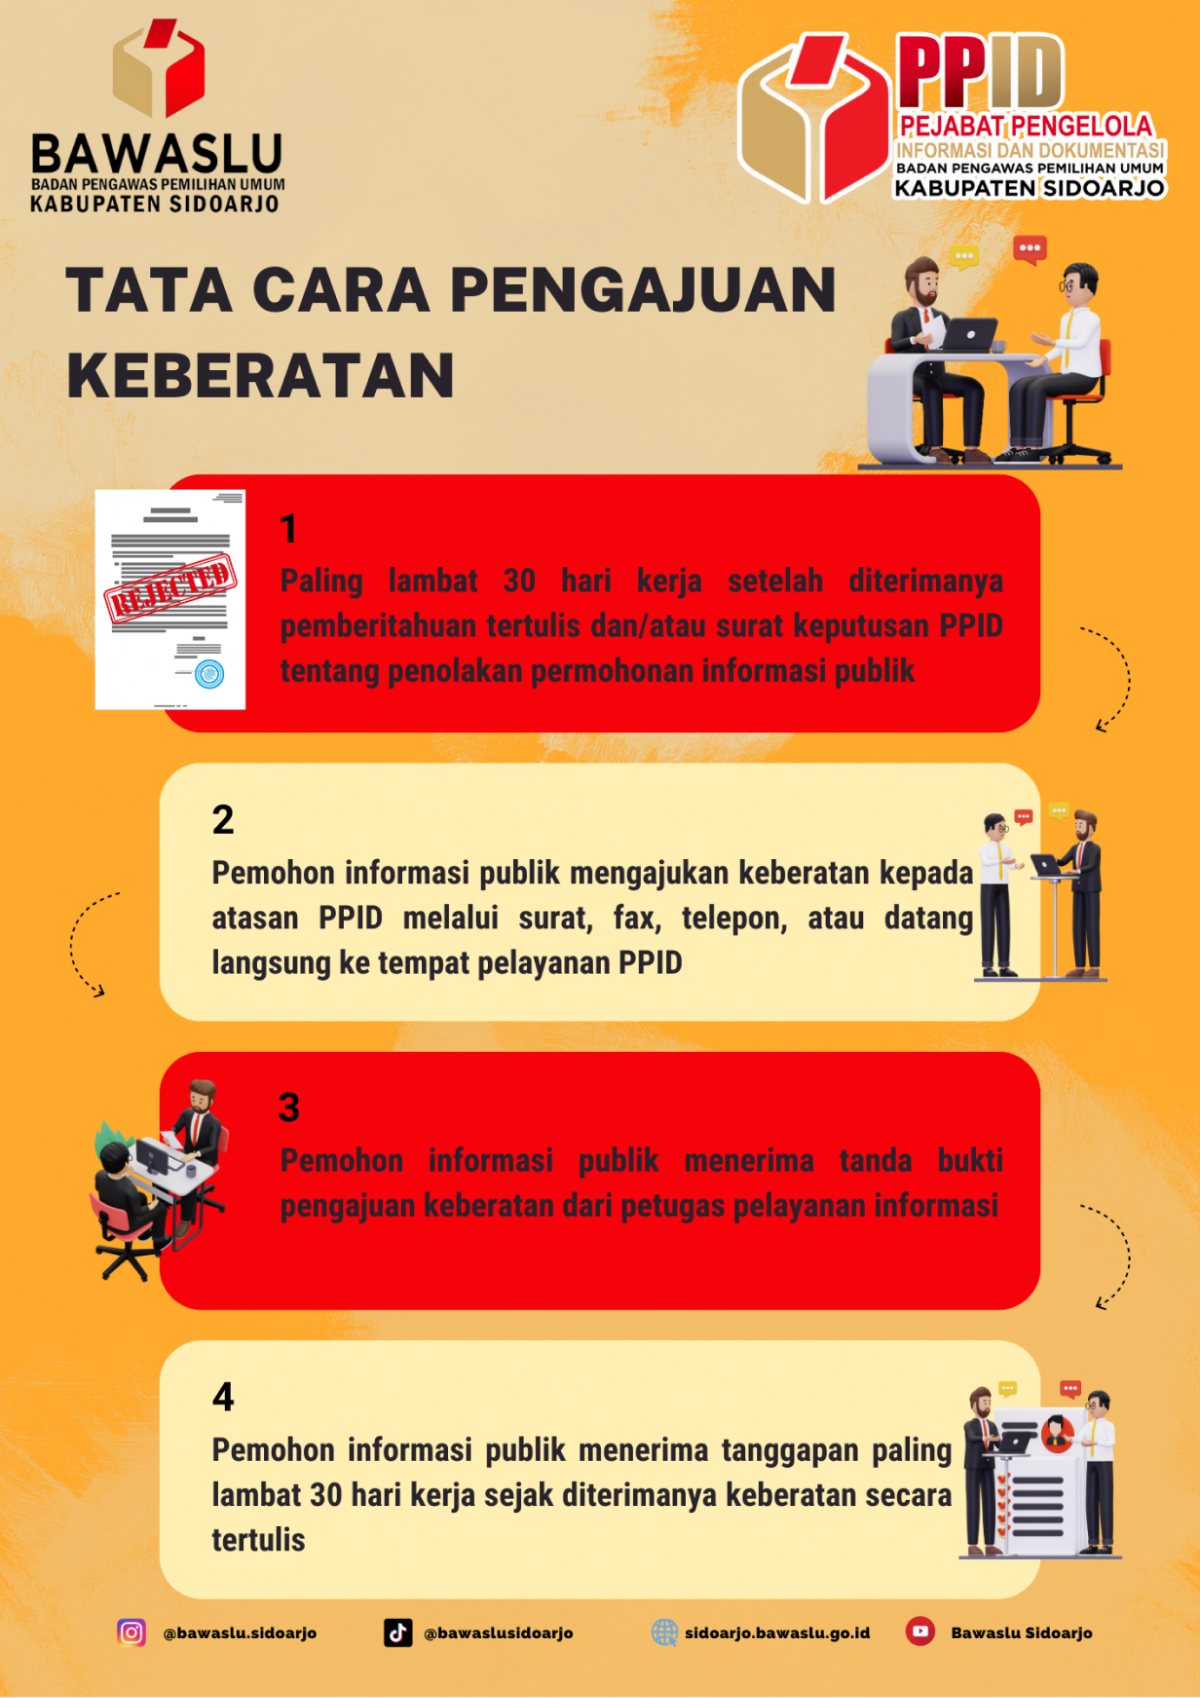 BAWASLU
BADAN PENGAWAS PEMILIHAN UMUM
KABUPATEN SIDOARJO
PPID
PEJABAT PENGELOLA
INFORMASI DAN DOKUMENTASI
BADAN PENGAWAS PEMILIHAN UMUM
KABUPATEN SIDOARJO
TATA CARA PENGAJUAN
KEBERATAN
REJECTED
1
Paling lambat 30 hari kerja setelah diterimanya
pemberitahuan tertulis dan/atau surat keputusan PPID
tentang penolakan permohonan informasi publik
2
Pemohon informasi publik mengajukan keberatan kepada
atasan PPID melalui surat, fax, telepon, atau datang
langsung ke tempat pelayanan PPID
3
Pemohon informasi publik menerima tanda bukti
pengajuan keberatan dari petugas pelayanan informasi
4
Pemohon informasi publik menerima tanggapan paling
lambat 30 hari kerja sejak diterimanya keberatan secara
tertulis
@bawaslu.sidoarjo
@bawaslusidoarjo
sidoarjo.bawaslu.go.id
Bawaslu Sidoarjo